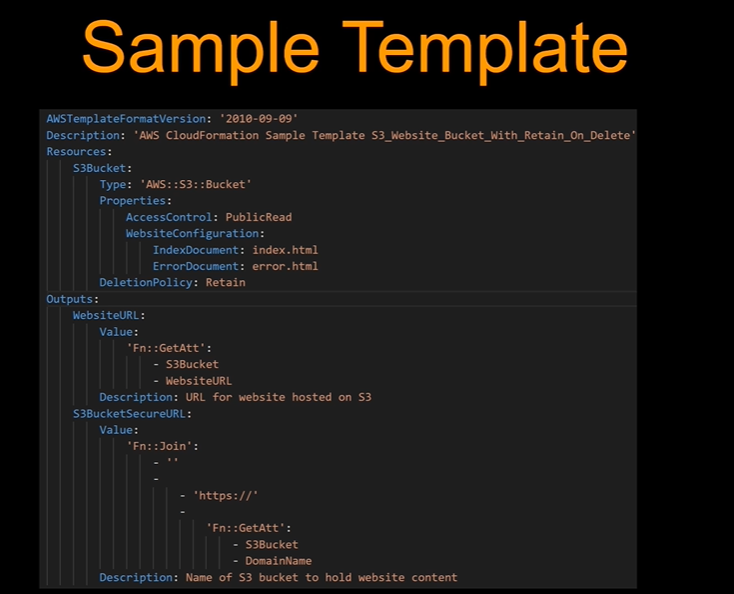 Sample Template
AWSTemplateFormatVersion: '2010-09-09'
Description: 'AWS CloudFormation Sample Template S3_Website_Bucket_With_Retain_On_Delete'
Resources:
S3Bucket:
Type: 'AWS::S3::Bucket'
Properties:
AccessControl: PublicRead
WebsiteConfiguration:
IndexDocument: index.html
ErrorDocument: error.html
DeletionPolicy: Retain
Outputs:
WebsiteURL:
Value:
'Fn::GetAtt':
- S3Bucket
- WebsiteURL
Description: URL for website hosted on S3
S3BucketSecureURL:
Value:
'Fn::Join':
- ''
-
- 'https://'
-
'Fn::GetAtt':
- S3Bucket
- DomainName
Description: Name of S3 bucket to hold website content